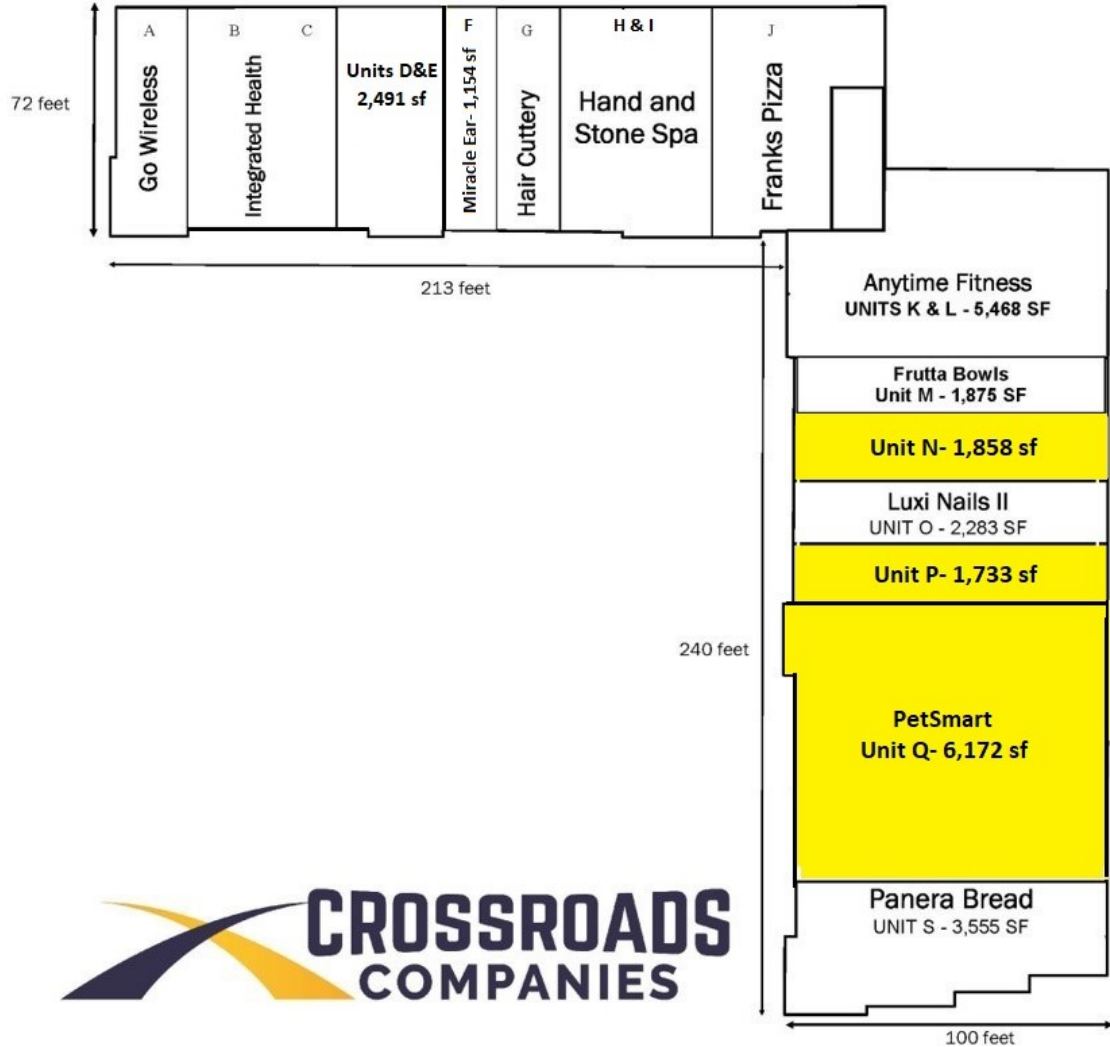 72 feet
A
Go Wireless
B
C
Integrated Health
Units D&E
2,491 sf
F
Miracle Ear- 1,154 sf
G
Hair Cuttery
H & I
Hand and
Stone Spa
J
Franks Pizza
213 feet
Anytime Fitness
UNITS K & L - 5,468 SF
Frutta Bowls
Unit M - 1,875 SF
Unit N- 1,858 sf
Luxi Nails II
UNIT O - 2,283 SF
Unit P- 1,733 sf
240 feet
PetSmart
Unit Q- 6,172 sf
Panera Bread
UNIT S - 3,555 SF
CROSSROADS
COMPANIES
100 feet